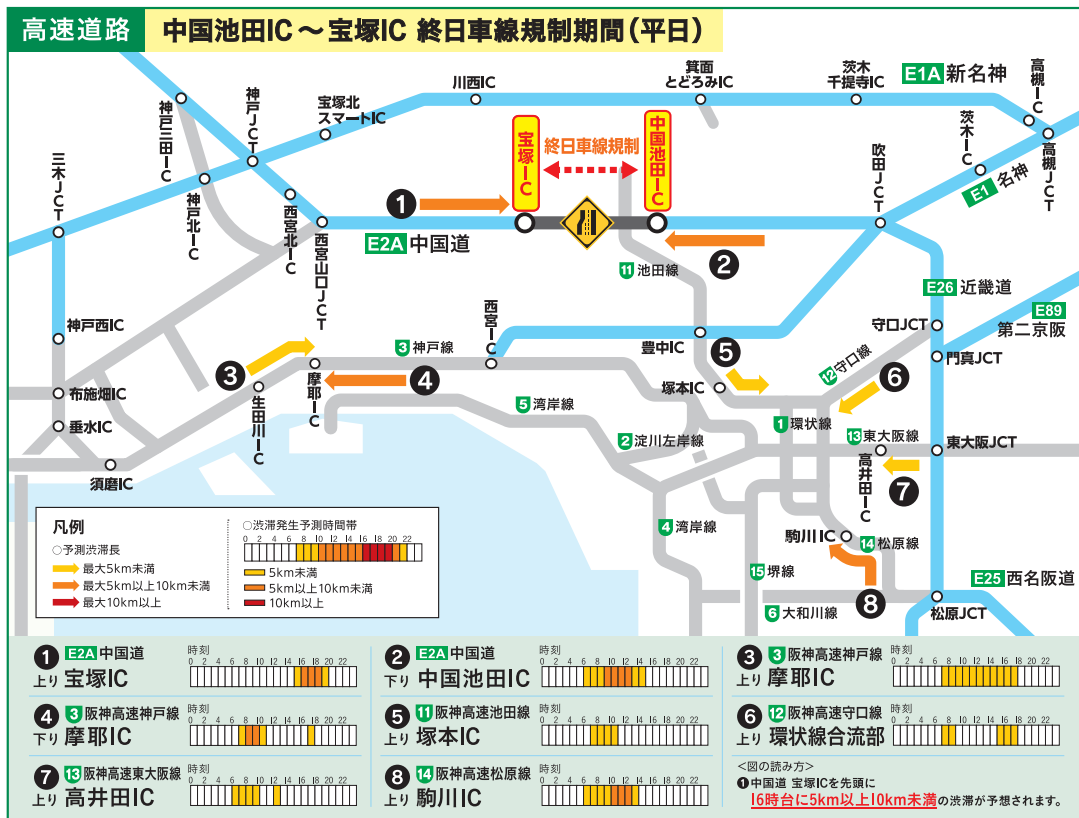 高速道路 中国池田IC～宝塚IC 終日車線規制期間（平日）
E1A 新名神
川西IC
箕面
とどろみIC
茨木
千提寺IC
高槻IC
高槻JCT
茨木IC
E1 名神
吹田JCT
宝塚北
スマートIC
神戸JCT
神戸三田IC
神戸北IC
三木JCT
西宮北IC
西宮山口JCT
宝塚IC
終日車線規制
中国池田IC
1
E2A 中国道
2
11 池田線
E26 近畿道
E89
第二京阪
守口JCT
門真JCT
神戸西IC
布施畑IC
垂水IC
須磨IC
3
生田川IC
摩耶IC
4
3 神戸線
西宮IC
豊中IC
5
塚本IC
12 守口線
6
5 湾岸線
2 淀川左岸線
1 環状線
13 東大阪線
東大阪JCT
高井田IC
7
4 湾岸線
駒川IC
14 松原線
15 堺線
6 大和川線
8
E25 西名阪道
松原JCT
凡例
○予測渋滞長
最大5km未満
最大5km以上10km未満
最大10km以上
○渋滞発生予測時間帯
0 2 4 6 8 10 12 14 16 18 20 22
5km未満
5km以上10km未満
10km以上
1 E2A 中国道
上り 宝塚IC
時刻
0 2 4 6 8 10 12 14 16 18 20 22
2 E2A 中国道
下り 中国池田IC
時刻
0 2 4 6 8 10 12 14 16 18 20 22
3 3 阪神高速神戸線
上り 摩耶IC
時刻
0 2 4 6 8 10 12 14 16 18 20 22
4 3 阪神高速神戸線
下り 摩耶IC
時刻
0 2 4 6 8 10 12 14 16 18 20 22
5 11 阪神高速池田線
上り 塚本IC
時刻
0 2 4 6 8 10 12 14 16 18 20 22
6 12 阪神高速守口線
上り 環状線合流部
時刻
0 2 4 6 8 10 12 14 16 18 20 22
7 13 阪神高速東大阪線
上り 高井田IC
時刻
0 2 4 6 8 10 12 14 16 18 20 22
8 14 阪神高速松原線
上り 駒川IC
時刻
0 2 4 6 8 10 12 14 16 18 20 22
<図の読み方>
❶中国道 宝塚ICを先頭に
16時台に5km以上10km未満の渋滞が予想されます。